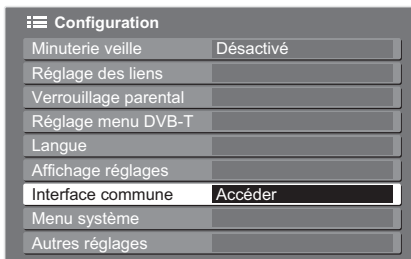 Configuration
Minuterie veille Désactivé
Réglage des liens
Verrouillage parental
Réglage menu DVB-T
Langue
Affichage réglages
Interface commune Accéder
Menu système
Autres réglages